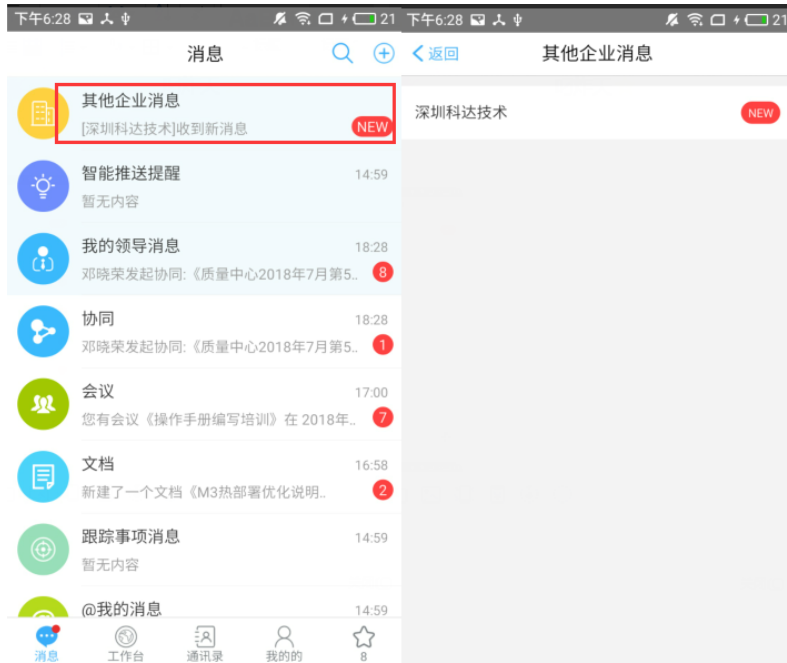 下午6:28
21
消息
其他企业消息
[深圳科达技术]收到新消息
NEW
智能推送提醒
14:59
暂无内容
我的领导消息
18:28
邓晓荣发起协同:《质量中心2018年7月第5..
8
协同
18:28
邓晓荣发起协同:《质量中心2018年7月第5..
1
会议
17:00
您有会议《操作手册编写培训》在 2018年..
7
文档
16:58
新建了一个文档《M3热部署优化说明..
2
跟踪事项消息
14:59
暂无内容
@我的消息
14:59
消息
工作台
通讯录
我的的
8
下午6:28
21
返回
其他企业消息
深圳科达技术
NEW